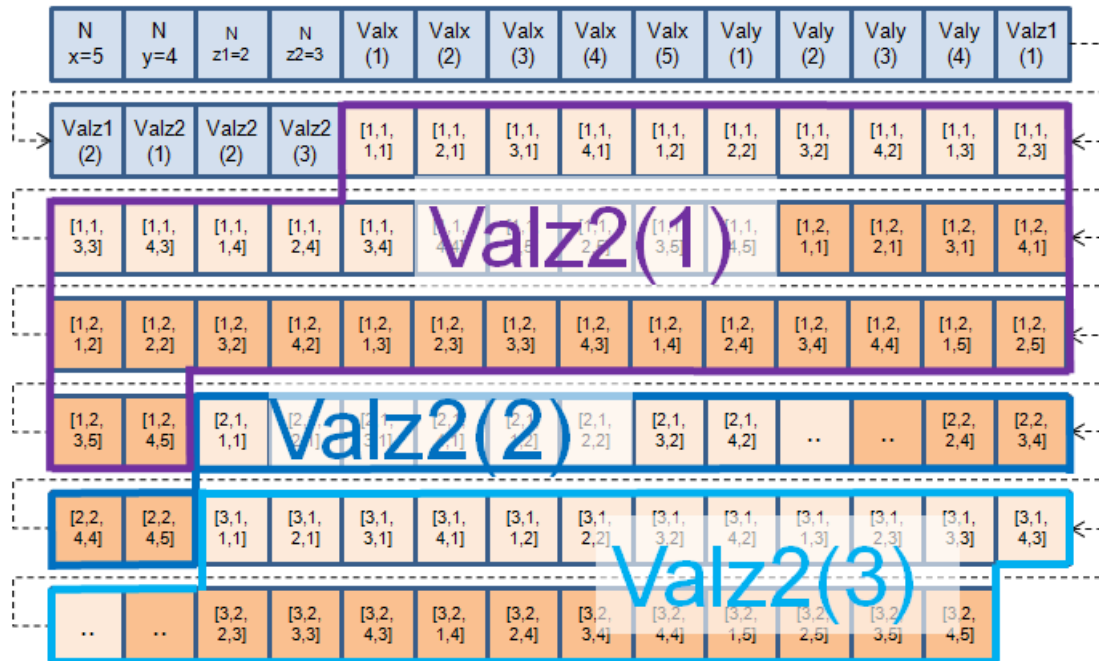 N x=5 N y=4 N z1=2 N z2=3 Valx (1) Valx (2) Valx (3) Valx (4) Valx (5) Valy (1) Valy (2) Valy (3) Valy (4) Valz1 (1)
Valz1 (2) Valz2 (1) Valz2 (2) Valz2 (3) [1,1, 1,1] [1,1, 2,1] [1,1, 3,1] [1,1, 4,1] [1,1, 1,2] [1,1, 2,2] [1,1, 3,2] [1,1, 4,2] [1,1, 1,3] [1,1, 2,3]
[1,1, 3,3] [1,1, 4,3] [1,1, 1,4] [1,1, 2,4] [1,1, 3,4] [1,1, 2,5] [1,1, 3,5] [1,1, 4,5] [1,2, 1,1] [1,2, 2,1] [1,2, 3,1] [1,2, 4,1]
Valz2(1)
[1,2, 1,2] [1,2, 2,2] [1,2, 3,2] [1,2, 4,2] [1,2, 1,3] [1,2, 2,3] [1,2, 3,3] [1,2, 4,3] [1,2, 1,4] [1,2, 2,4] [1,2, 3,4] [1,2, 4,4] [1,2, 1,5] [1,2, 2,5]
[1,2, 3,5] [1,2, 4,5] [2,1, 1,1] [2,1, 2,2] [2,1, 3,2] [2,1, 4,2] .. .. [2,2, 2,4] [2,2, 3,4]
Valz2(2)
[2,2, 4,4] [2,2, 4,5] [3,1, 1,1] [3,1, 2,1] [3,1, 3,1] [3,1, 4,1] [3,1, 1,2] [3,1, 2,2] [3,1, 3,2] [3,1, 4,2] [3,1, 1,3] [3,1, 2,3] [3,1, 3,3] [3,1, 4,3]
Valz2(3)
.. .. [3,2, 2,3] [3,2, 3,3] [3,2, 4,3] [3,2, 1,4] [3,2, 2,4] [3,2, 3,4] [3,2, 4,4] [3,2, 1,5] [3,2, 2,5] [3,2, 3,5] [3,2, 4,5]